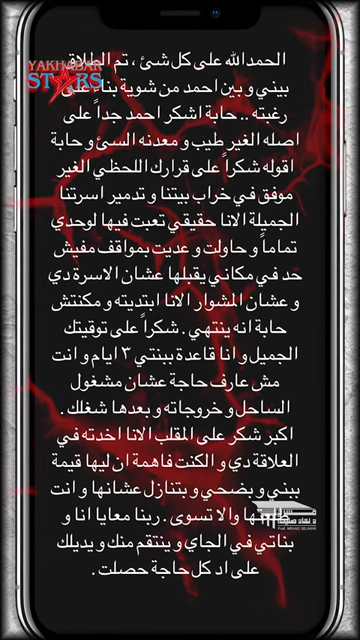 YAKHABAR
STARS
الحمدالله على كل شئ ، تم الطلاق
بيني و بين احمد من شوية بناء على
رغبته .. حابة اشكر احمد جداً على
اصله الغير طيب و معدنه السئ و حابة
اقوله شكراً على قرارك اللحظي الغير
موفق في خراب بيتنا و تدمير اسرتنا
الجميلة الانا حقيقي تعبت فيها لوحدي
تماماً و حاولت و عديت بمواقف مفيش
حد في مكاني يقبلها عشان الاسرة دي
و عشان المشوار الانا ابتديته و مكنتش
حابة انه ينتهي . شكراً على توقيتك
الجميل و انا قاعدة ببنتي ٣ ايام و انت
مش عارف حاجة عشان مشغول
الساحل و خروجاته و بعدها شغلك .
اكبر شكر على المقلب الانا اخدته في
العلاقة دي و الكنت فاهمة ان ليها قيمة
بيني و بضحي و بتنازل عشانها و انت
والا تسوى . ربنا معايا انا و
بناتي في الجاي و ينتقم منك و يديلك
على اد كل حاجة حصلت .